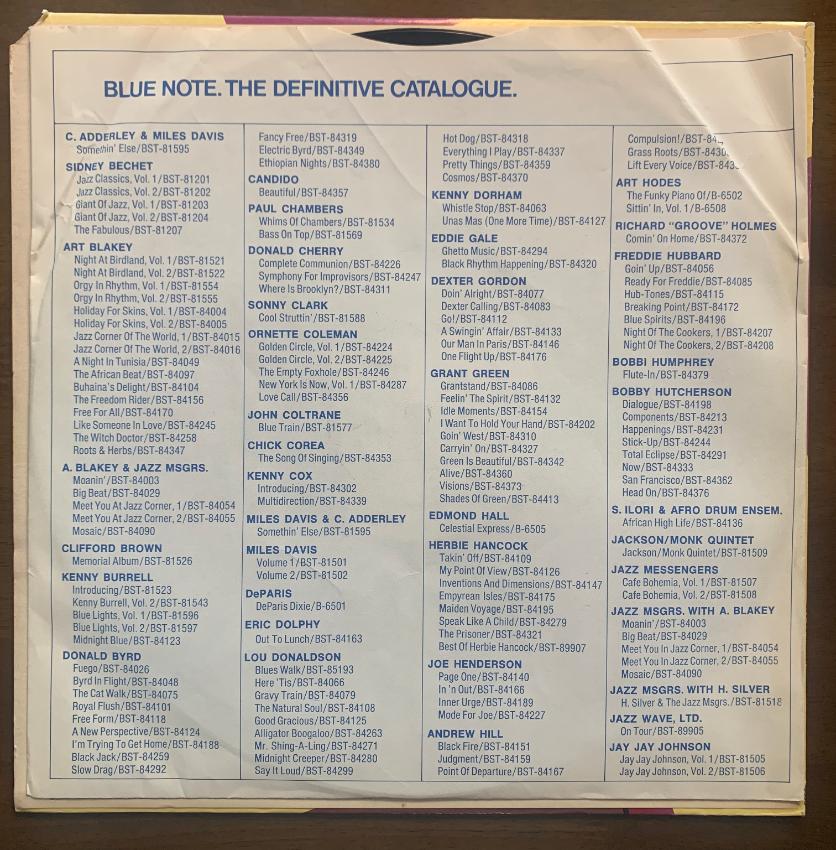 BLUE NOTE. THE DEFINITIVE CATALOGUE.
C. ADDERLEY & MILES DAVIS
Somethin' Else/BST-81595
SIDNEY BECHET
Jazz Classics, Vol. 1/BST-81201
Jazz Classics, Vol. 2/BST-81202
Giant Of Jazz, Vol. 1/BST-81203
Giant Of Jazz, Vol. 2/BST-81204
The Fabulous/BST-81207
ART BLAKEY
Night At Birdland, Vol. 1/BST-81521
Night At Birdland, Vol. 2/BST-81522
Orgy In Rhythm, Vol. 1/BST-81554
Orgy In Rhythm, Vol. 2/BST-81555
Holiday For Skins, Vol. 1/BST-84004
Holiday For Skins, Vol. 2/BST-84005
Jazz Corner Of The World, 1/BST-84015
Jazz Corner Of The World, 2/BST-84016
A Night In Tunisia/BST-84049
The African Beat/BST-84097
Buhaina's Delight/BST-84104
The Freedom Rider/BST-84156
Free For All/BST-84170
Like Someone In Love/BST-84245
The Witch Doctor/BST-84258
Roots & Herbs/BST-84347
A. BLAKEY & JAZZ MSGRS.
Moanin'/BST-84003
Big Beat/BST-84029
Meet You At Jazz Corner, 1/BST-84054
Meet You At Jazz Corner, 2/BST-84055
Mosaic/BST-84090
CLIFFORD BROWN
Memorial Album/BST-81526
KENNY BURRELL
Introducing/BST-81523
Kenny Burrell, Vol. 2/BST-81543
Blue Lights, Vol. 1/BST-81596
Blue Lights, Vol. 2/BST-81597
Midnight Blue/BST-84123
DONALD BYRD
Fuego/BST-84026
Byrd In Flight/BST-84048
The Cat Walk/BST-84075
Royal Flush/BST-84101
Free Form/BST-84118
A New Perspective/BST-84124
I'm Trying To Get Home/BST-84188
Black Jack/BST-84259
Slow Drag/BST-84292
Fancy Free/BST-84319
Electric Byrd/BST-84349
Ethiopian Nights/BST-84380
CANDIDO
Beautiful/BST-84357
PAUL CHAMBERS
Whims Of Chambers/BST-81534
Bass On Top/BST-81569
DONALD CHERRY
Complete Communion/BST-84226
Symphony For Improvisors/BST-84247
Where Is Brooklyn?/BST-84311
SONNY CLARK
Cool Struttin'/BST-81588
ORNETTE COLEMAN
Golden Circle, Vol. 1/BST-84224
Golden Circle, Vol. 2/BST-84225
The Empty Foxhole/BST-84246
New York Is Now, Vol. 1/BST-84287
Love Call/BST-84356
JOHN COLTRANE
Blue Train/BST-81577
CHICK COREA
The Song Of Singing/BST-84353
KENNY COX
Introducing/BST-84302
Multidirection/BST-84339
MILES DAVIS & C. ADDERLEY
Somethin' Else/BST-81595
MILES DAVIS
Volume 1/BST-81501
Volume 2/BST-81502
DePARIS
DeParis Dixie/B-6501
ERIC DOLPHY
Out To Lunch/BST-84163
LOU DONALDSON
Blues Walk/BST-85193
Here 'Tis/BST-84066
Gravy Train/BST-84079
The Natural Soul/BST-84108
Good Gracious/BST-84125
Alligator Boogaloo/BST-84263
Mr. Shing-A-Ling/BST-84271
Midnight Creeper/BST-84280
Say It Loud/BST-84299
Hot Dog/BST-84318
Everything I Play/BST-84337
Pretty Things/BST-84359
Cosmos/BST-84370
KENNY DORHAM
Whistle Stop/BST-84063
Unas Mas (One More Time)/BST-84127
EDDIE GALE
Ghetto Music/BST-84294
Black Rhythm Happening/BST-84320
DEXTER GORDON
Doin' Alright/BST-84077
Dexter Calling/BST-84083
Go!/BST-84112
A Swingin' Affair/BST-84133
Our Man In Paris/BST-84146
One Flight Up/BST-84176
GRANT GREEN
Grantstand/BST-84086
Feelin' The Spirit/BST-84132
Idle Moments/BST-84154
I Want To Hold Your Hand/BST-84202
Goin' West/BST-84310
Carryin' On/BST-84327
Green Is Beautiful/BST-84342
Alive/BST-84360
Visions/BST-84373
Shades Of Green/BST-84413
EDMOND HALL
Celestial Express/B-6505
HERBIE HANCOCK
Takin' Off/BST-84109
My Point Of View/BST-84126
Inventions And Dimensions/BST-84147
Empyrean Isles/BST-84175
Maiden Voyage/BST-84195
Speak Like A Child/BST-84279
The Prisoner/BST-84321
Best Of Herbie Hancock/BST-89907
JOE HENDERSON
Page One/BST-84140
In 'n Out/BST-84166
Inner Urge/BST-84189
Mode For Joe/BST-84227
ANDREW HILL
Black Fire/BST-84151
Judgment/BST-84159
Point Of Departure/BST-84167
Compulsion!/BST-84
Grass Roots/BST-8430
Lift Every Voice/BST-843
ART HODES
The Funky Piano Of/B-6502
Sittin' In, Vol. 1/B-6508
RICHARD "GROOVE" HOLMES
Comin' On Home/BST-84372
FREDDIE HUBBARD
Goin' Up/BST-84056
Ready For Freddie/BST-84085
Hub-Tones/BST-84115
Breaking Point/BST-84172
Blue Spirits/BST-84196
Night Of The Cookers, 1/BST-84207
Night Of The Cookers, 2/BST-84208
BOBBI HUMPHREY
Flute-In/BST-84379
BOBBY HUTCHERSON
Dialogue/BST-84198
Components/BST-84213
Happenings/BST-84231
Stick-Up/BST-84244
Total Eclipse/BST-84291
Now/BST-84333
San Francisco/BST-84362
Head On/BST-84376
S. ILORI & AFRO DRUM ENSEM.
African High Life/BST-84136
JACKSON/MONK QUINTET
Jackson/Monk Quintet/BST-81509
JAZZ MESSENGERS
Cafe Bohemia, Vol. 1/BST-81507
Cafe Bohemia, Vol. 2/BST-81508
JAZZ MSGRS. WITH A. BLAKEY
Moanin'/BST-84003
Big Beat/BST-84029
Meet You In Jazz Corner, 1/BST-84054
Meet You In Jazz Corner, 2/BST-84055
Mosaic/BST-84090
JAZZ MSGRS. WITH H. SILVER
H. Silver & The Jazz Msgrs./BST-81518
JAZZ WAVE, LTD.
On Tour/BST-89905
JAY JAY JOHNSON
Jay Jay Johnson, Vol. 1/BST-81505
Jay Jay Johnson, Vol. 2/BST-81506